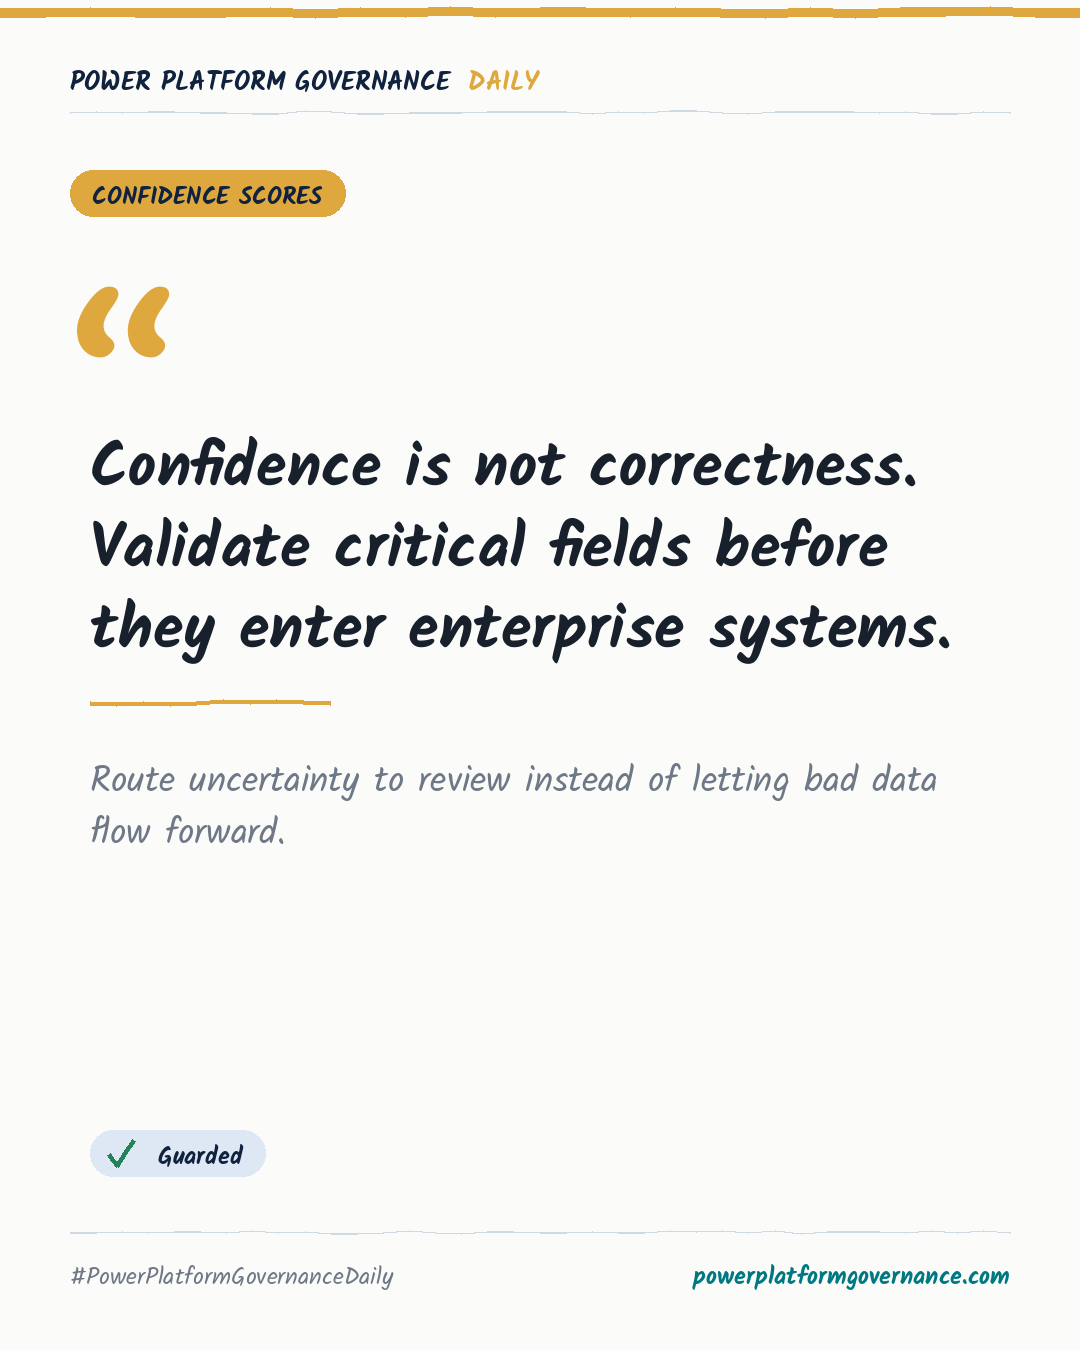 POWER PLATFORM GOVERNANCE DAILY
CONFIDENCE SCORES
“
Confidence is not correctness.
Validate critical fields before
they enter enterprise systems.
Route uncertainty to review instead of letting bad data
flow forward.
Guarded
#PowerPlatformGovernanceDaily
powerplatformgovernance.com